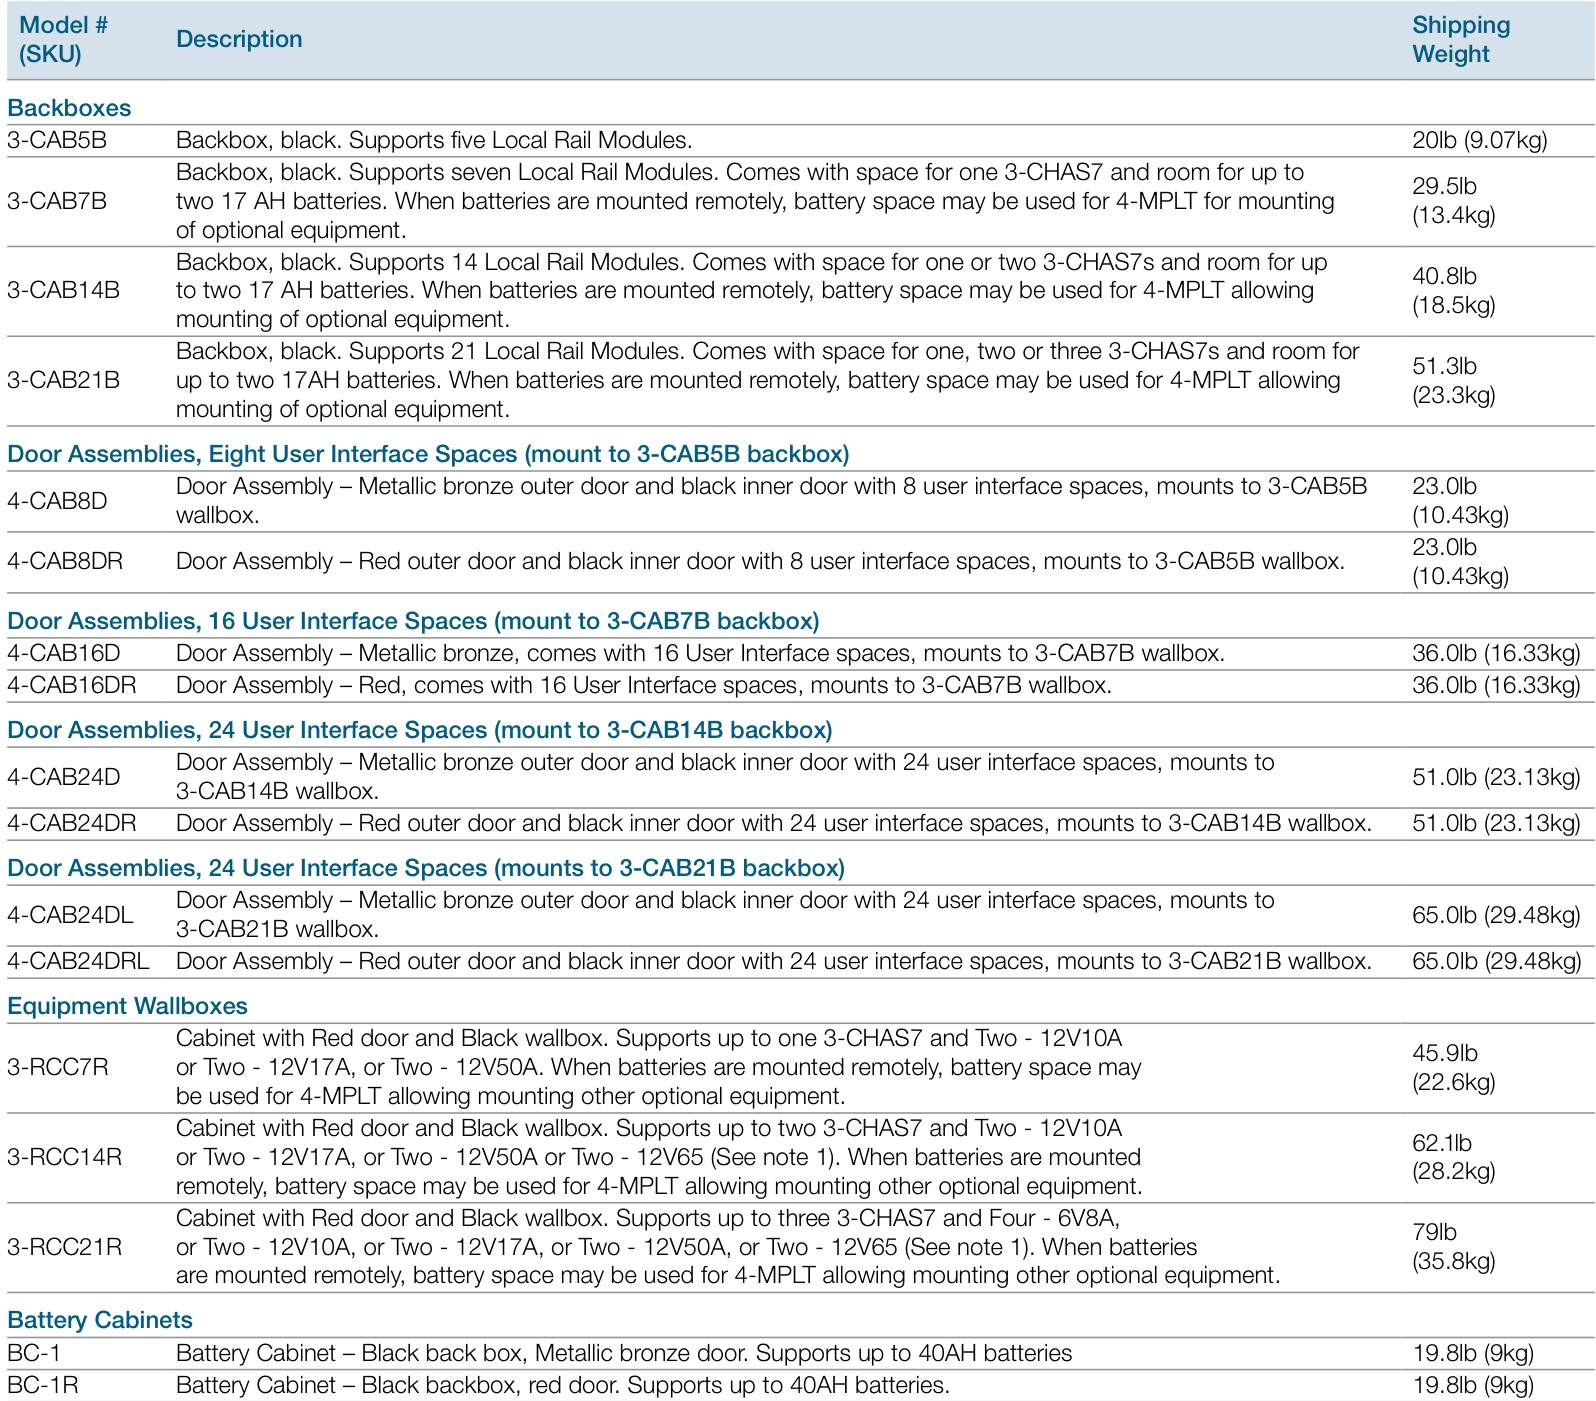 Model #
(SKU)
Description
Shipping
Weight
Backboxes
3-CAB5B
Backbox, black. Supports five Local Rail Modules.
20lb (9.07kg)
3-CAB7B
Backbox, black. Supports seven Local Rail Modules. Comes with space for one 3-CHAS7 and room for up to
two 17 AH batteries. When batteries are mounted remotely, battery space may be used for 4-MPLT for mounting
of optional equipment.
29.5lb
(13.4kg)
3-CAB14B
Backbox, black. Supports 14 Local Rail Modules. Comes with space for one or two 3-CHAS7s and room for up
to two 17 AH batteries. When batteries are mounted remotely, battery space may be used for 4-MPLT allowing
mounting of optional equipment.
40.8lb
(18.5kg)
3-CAB21B
Backbox, black. Supports 21 Local Rail Modules. Comes with space for one, two or three 3-CHAS7s and room for
up to two 17AH batteries. When batteries are mounted remotely, battery space may be used for 4-MPLT allowing
mounting of optional equipment.
51.3lb
(23.3kg)
Door Assemblies, Eight User Interface Spaces (mount to 3-CAB5B backbox)
4-CAB8D
Door Assembly – Metallic bronze outer door and black inner door with 8 user interface spaces, mounts to 3-CAB5B
wallbox.
23.0lb
(10.43kg)
4-CAB8DR
Door Assembly – Red outer door and black inner door with 8 user interface spaces, mounts to 3-CAB5B wallbox.
23.0lb
(10.43kg)
Door Assemblies, 16 User Interface Spaces (mount to 3-CAB7B backbox)
4-CAB16D
Door Assembly – Metallic bronze, comes with 16 User Interface spaces, mounts to 3-CAB7B wallbox.
36.0lb (16.33kg)
4-CAB16DR
Door Assembly – Red, comes with 16 User Interface spaces, mounts to 3-CAB7B wallbox.
36.0lb (16.33kg)
Door Assemblies, 24 User Interface Spaces (mount to 3-CAB14B backbox)
4-CAB24D
Door Assembly – Metallic bronze outer door and black inner door with 24 user interface spaces, mounts to
3-CAB14B wallbox.
51.0lb (23.13kg)
4-CAB24DR
Door Assembly – Red outer door and black inner door with 24 user interface spaces, mounts to 3-CAB14B wallbox.
51.0lb (23.13kg)
Door Assemblies, 24 User Interface Spaces (mounts to 3-CAB21B backbox)
4-CAB24DL
Door Assembly – Metallic bronze outer door and black inner door with 24 user interface spaces, mounts to
3-CAB21B wallbox.
65.0lb (29.48kg)
4-CAB24DRL
Door Assembly – Red outer door and black inner door with 24 user interface spaces, mounts to 3-CAB21B wallbox.
65.0lb (29.48kg)
Equipment Wallboxes
3-RCC7R
Cabinet with Red door and Black wallbox. Supports up to one 3-CHAS7 and Two - 12V10A
or Two - 12V17A, or Two - 12V50A. When batteries are mounted remotely, battery space may
be used for 4-MPLT allowing mounting other optional equipment.
45.9lb
(22.6kg)
3-RCC14R
Cabinet with Red door and Black wallbox. Supports up to two 3-CHAS7 and Two - 12V10A
or Two - 12V17A, or Two - 12V50A or Two - 12V65 (See note 1). When batteries are mounted
remotely, battery space may be used for 4-MPLT allowing mounting other optional equipment.
62.1lb
(28.2kg)
3-RCC21R
Cabinet with Red door and Black wallbox. Supports up to three 3-CHAS7 and Four - 6V8A,
or Two - 12V10A, or Two - 12V17A, or Two - 12V50A, or Two - 12V65 (See note 1). When batteries
are mounted remotely, battery space may be used for 4-MPLT allowing mounting other optional equipment.
79lb
(35.8kg)
Battery Cabinets
BC-1
Battery Cabinet – Black back box, Metallic bronze door. Supports up to 40AH batteries
19.8lb (9kg)
BC-1R
Battery Cabinet – Black backbox, red door. Supports up to 40AH batteries.
19.8lb (9kg)